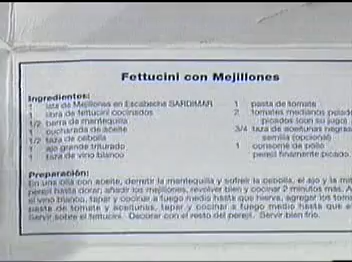 Fettucini con Mejillones
Ingredientes:
1 lata de Mejillones en Escabeche SARDIMAR
1 libra de fettucini cocinados
1/2 barra de mantequilla
1 cucharada de aceite
1/2 taza de cebolla
1 ajo grande triturado
1 taza de vino blanco
1 pasta de tomate
2 tomates medianos pelado
picados (con su jugo)
3/4 taza de aceitunas negras
semilla (opcional)
1 consomé de pollo
perejil finamente picado
Preparación:
En una olla con aceite, derretir la mantequilla y sofreír la cebolla, el ajo y la mit
perejil hasta dorar; añadir los mejillones, revolver bien y cocinar 2 minutos más. A
el vino blanco, tapar y cocinar a fuego medio hasta que hierva, agregar los toma
pasta de tomate y aceitunas, tapar y cocinar a fuego medio hasta que e
Servir sobre el fettucini. Decorar con el resto del perejil. Servir bien frío.